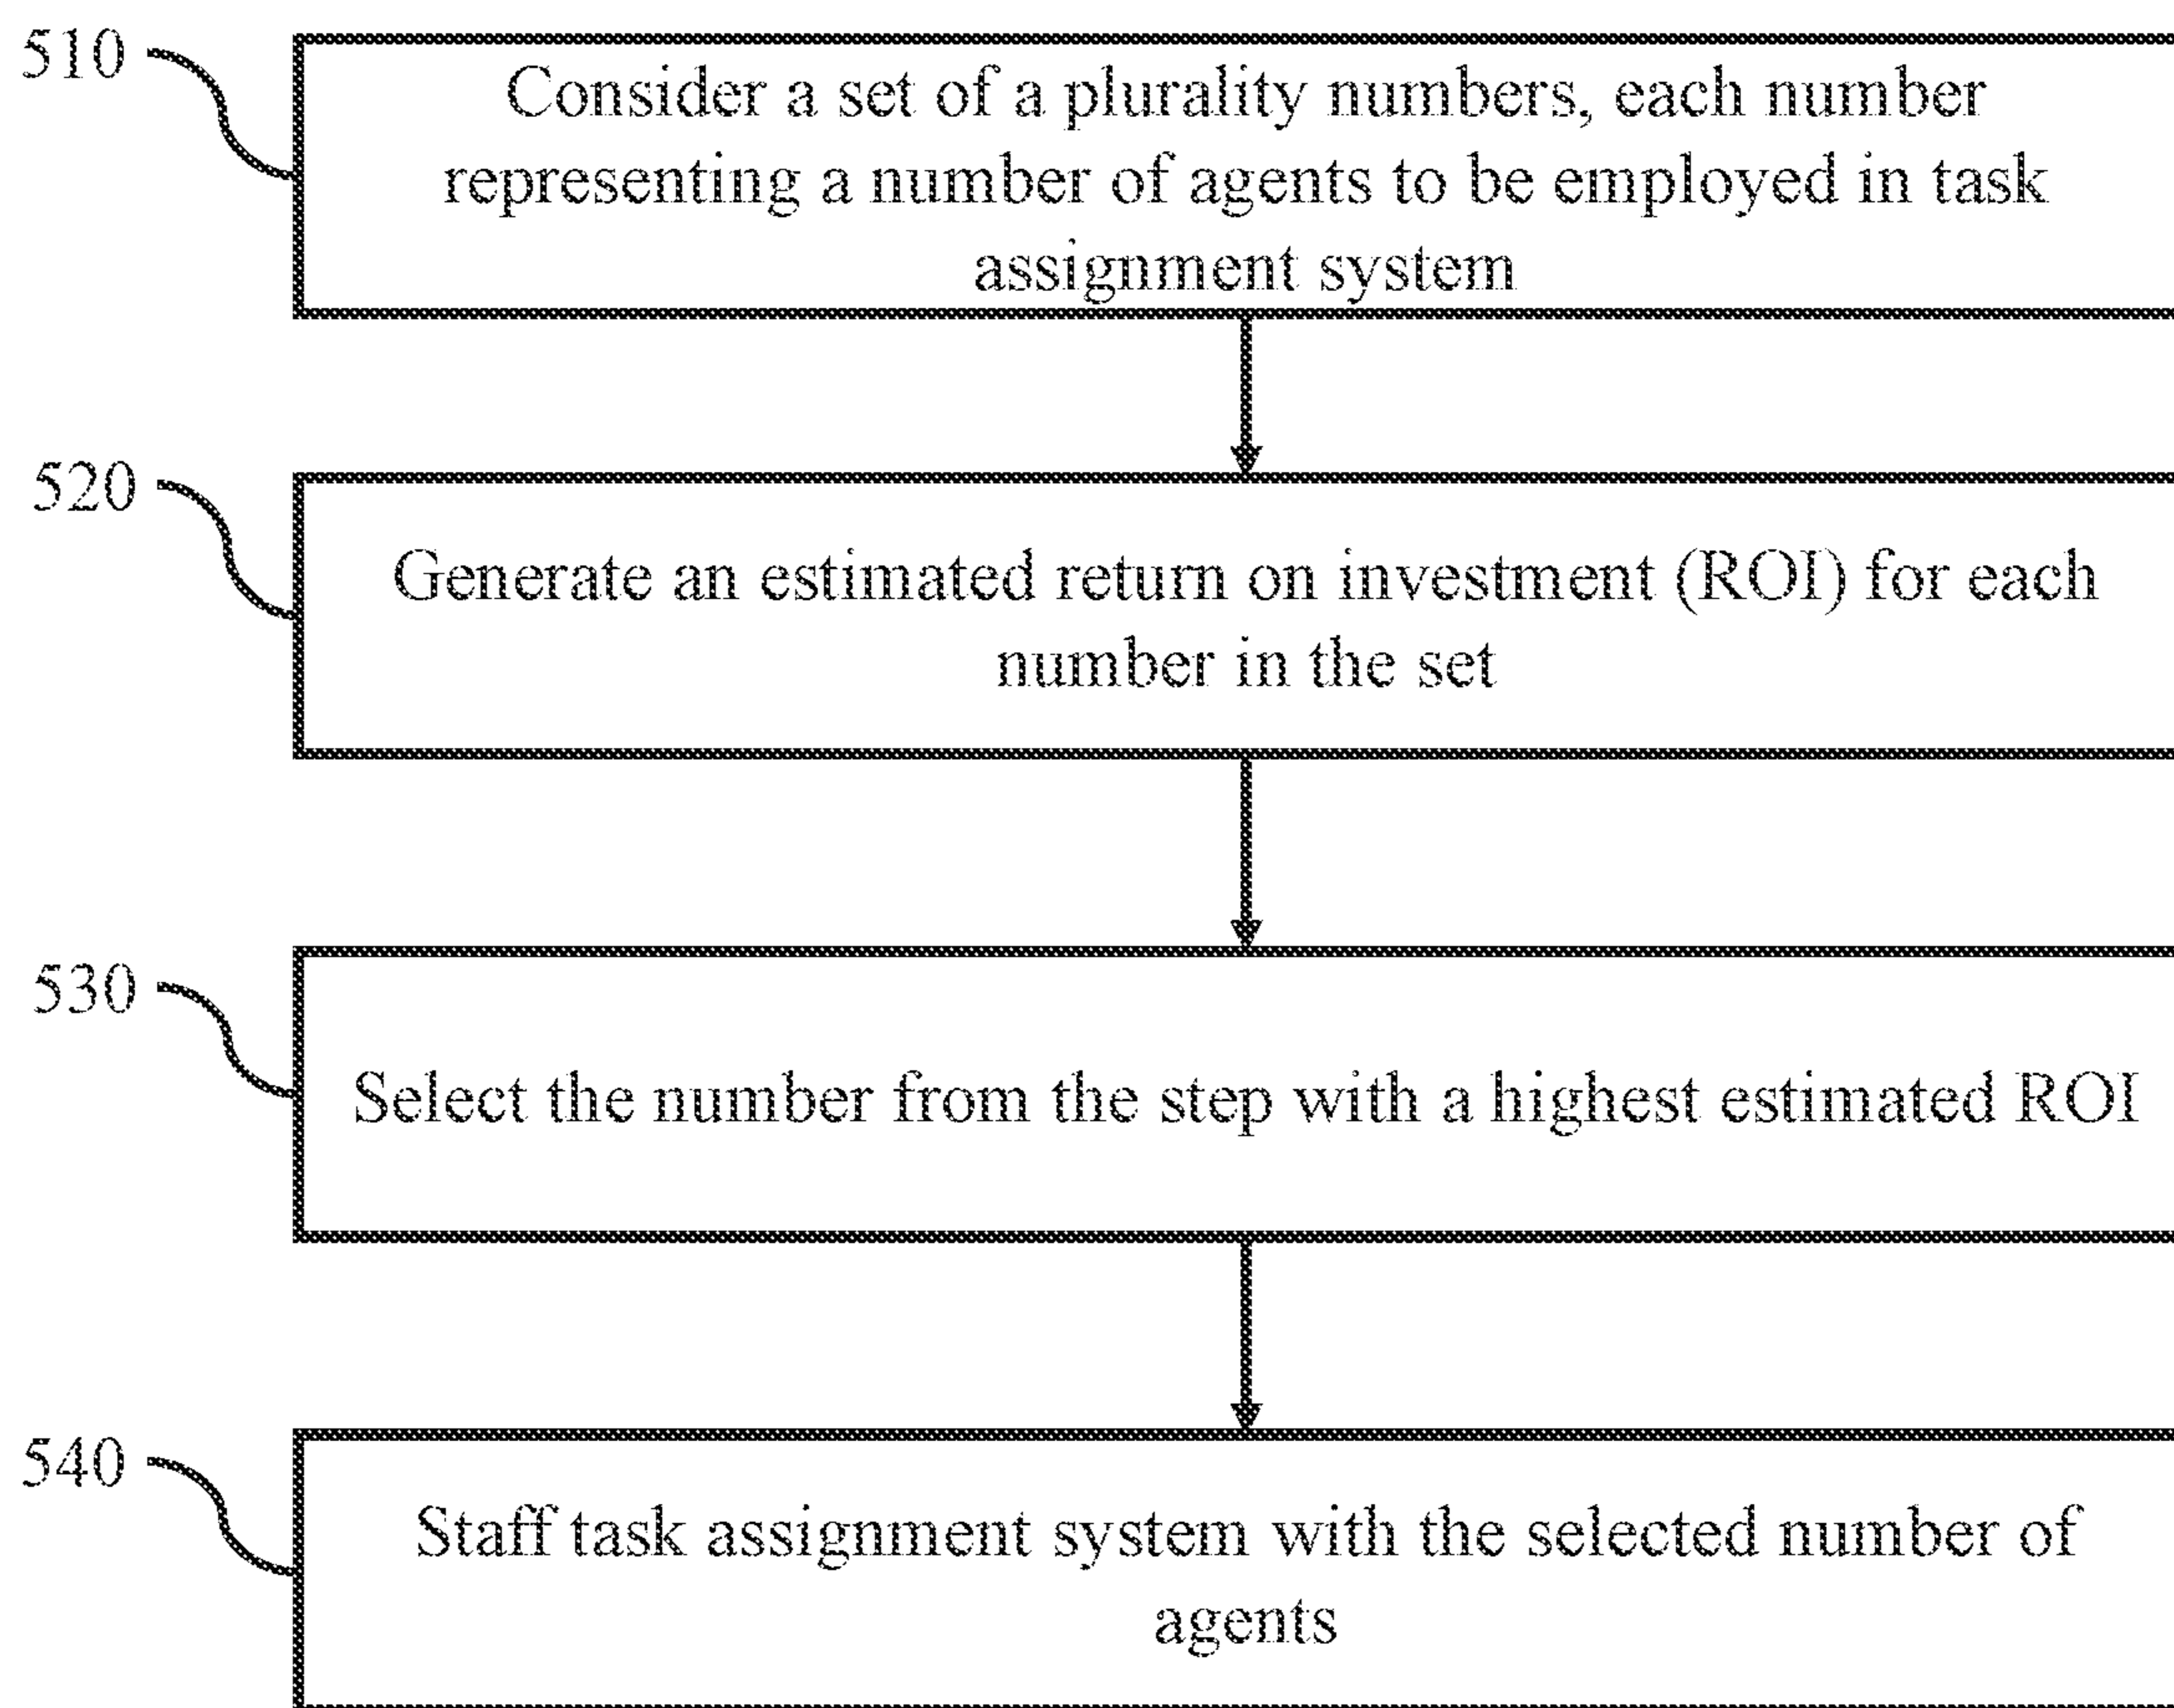 510
Consider a set of a plurality numbers, each number
representing a number of agents to be employed in task
assignment system
520
Generate an estimated return on investment (ROI) for each
number in the set
530
Select the number from the step with a highest estimated ROI
540
Staff task assignment system with the selected number of
agents